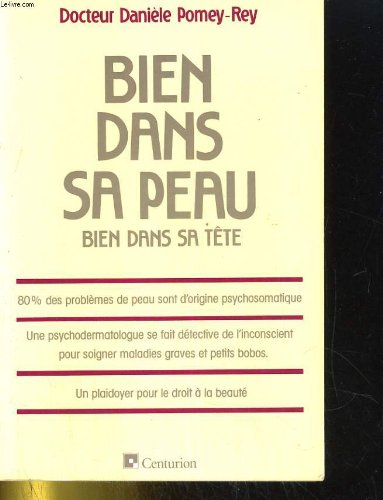 Le-livre.com
Docteur Danièle Pomey-Rey
BIEN
DANS
SA PEAU
BIEN DANS SA TÊTE
80% des problèmes de peau sont d'origine psychosomatique
Une psychodermatologue se fait détective de l'inconscient
pour soigner maladies graves et petits bobos.
Un plaidoyer pour le droit à la beauté
Centurion